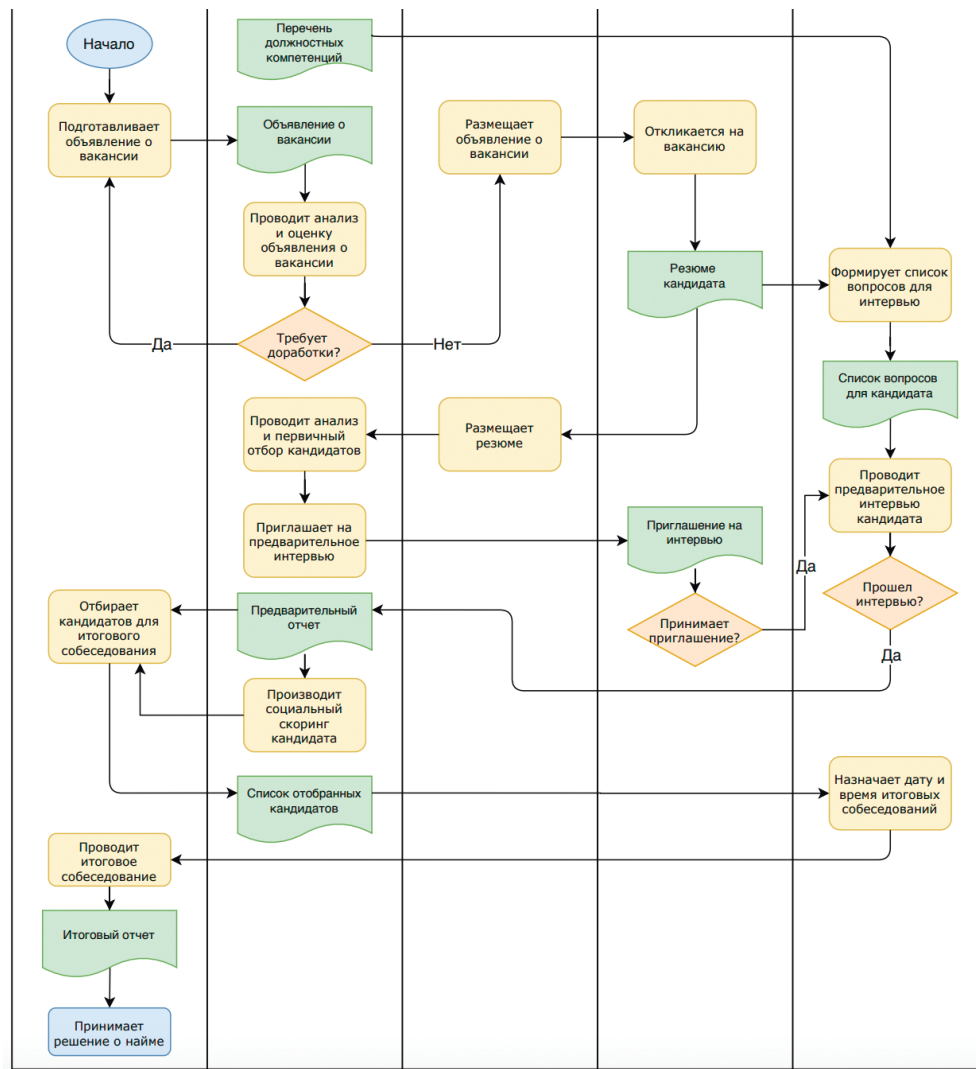 Начало
Перечень
должностных
компетенций
Подготавливает
объявление о
вакансии
Объявление о
вакансии
Размещает
объявление о
вакансии
Откликается на
вакансию
Проводит анализ
и оценку
объявления о
вакансии
Резюме
кандидата
Формирует список
вопросов для
интервью
Да
Требует
доработки?
Нет
Список вопросов
для кандидата
Проводит анализ
и первичный
отбор кандидатов
Размещает
резюме
Проводит
предварительное
интервью
кандидата
Приглашает на
предварительное
интервью
Приглашение на
интервью
Да
Прошел
интервью?
Отбирает
кандидатов для
итогового
собеседования
Предварительный
отчет
Принимает
приглашение?
Да
Производит
социальный
скоринг
кандидата
Список отобранных
кандидатов
Назначает дату и
время итоговых
собеседований
Проводит
итоговое
собеседование
Итоговый отчет
Принимает
решение о найме